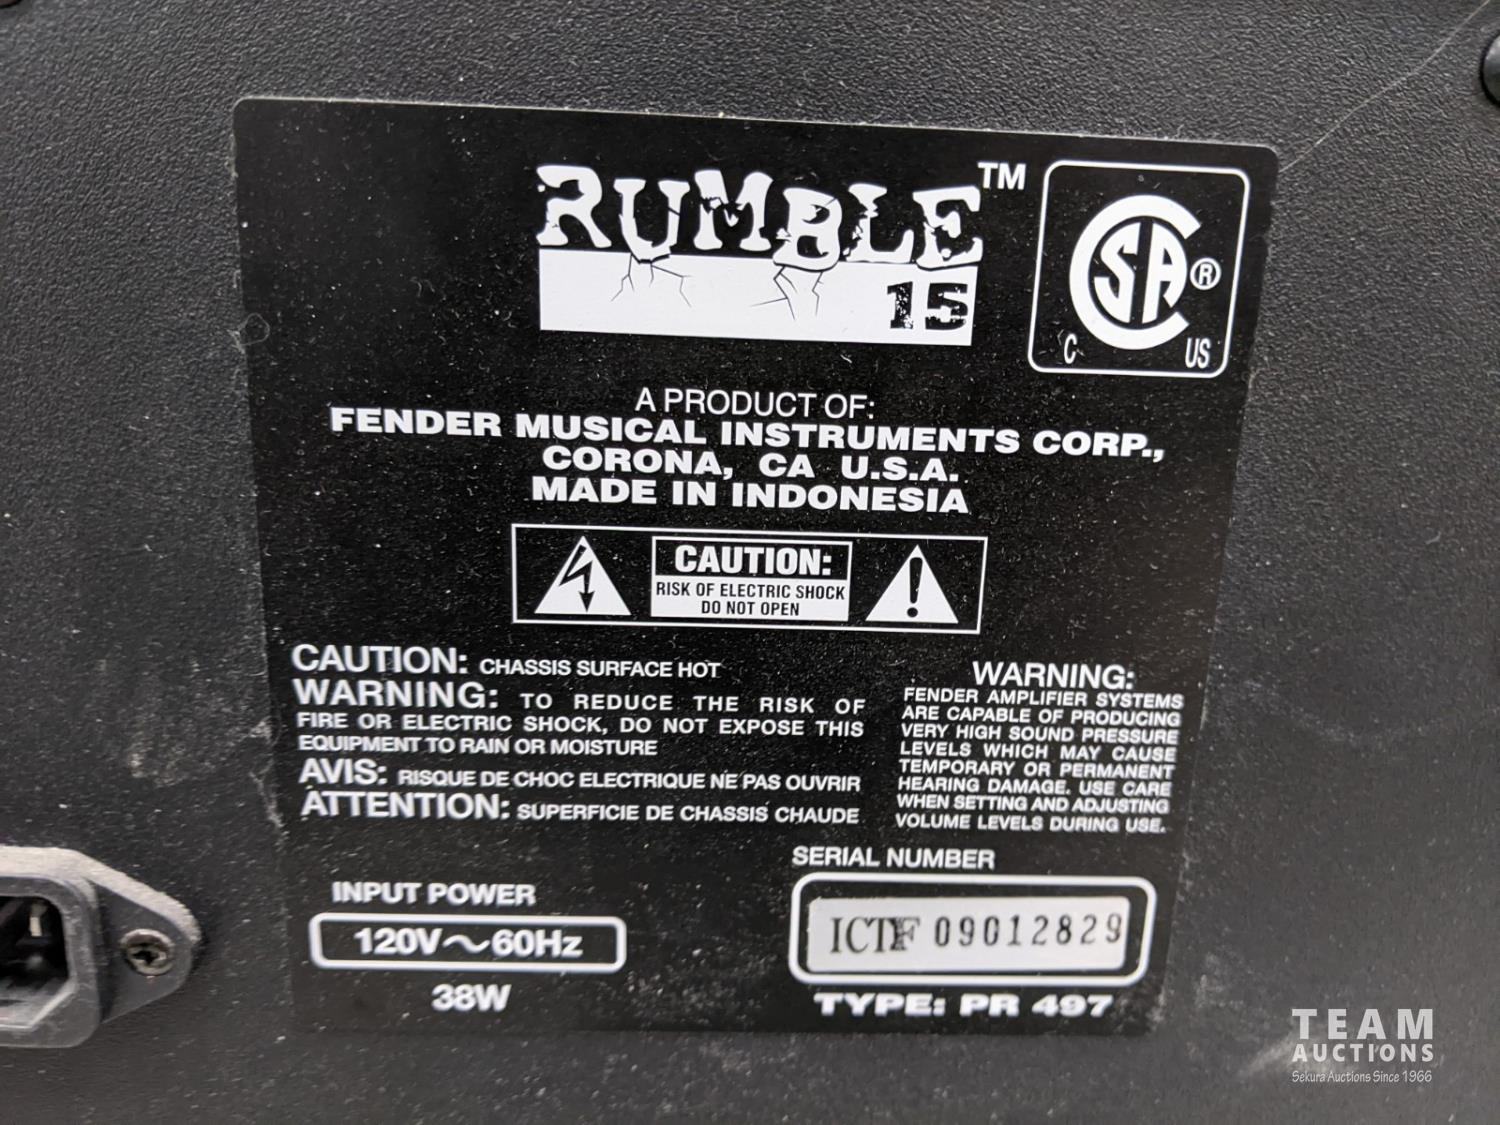 RUMBLE™
15
CSA®
C US
A PRODUCT OF:
FENDER MUSICAL INSTRUMENTS CORP.,
CORONA, CA U.S.A.
MADE IN INDONESIA
CAUTION:
RISK OF ELECTRIC SHOCK
DO NOT OPEN
CAUTION: CHASSIS SURFACE HOT
WARNING: TO REDUCE THE RISK OF
FIRE OR ELECTRIC SHOCK, DO NOT EXPOSE THIS
EQUIPMENT TO RAIN OR MOISTURE
AVIS: RISQUE DE CHOC ELECTRIQUE NE PAS OUVRIR
ATTENTION: SUPERFICIE DE CHASSIS CHAUDE
WARNING:
FENDER AMPLIFIER SYSTEMS
ARE CAPABLE OF PRODUCING
VERY HIGH SOUND PRESSURE
LEVELS WHICH MAY CAUSE
TEMPORARY OR PERMANENT
HEARING DAMAGE. USE CARE
WHEN SETTING AND ADJUSTING
VOLUME LEVELS DURING USE.
INPUT POWER
120V~60Hz
38W
SERIAL NUMBER
09012829
TYPE: PR 497
TEAM
AUCTIONS
Sekura Auctions Since 1966